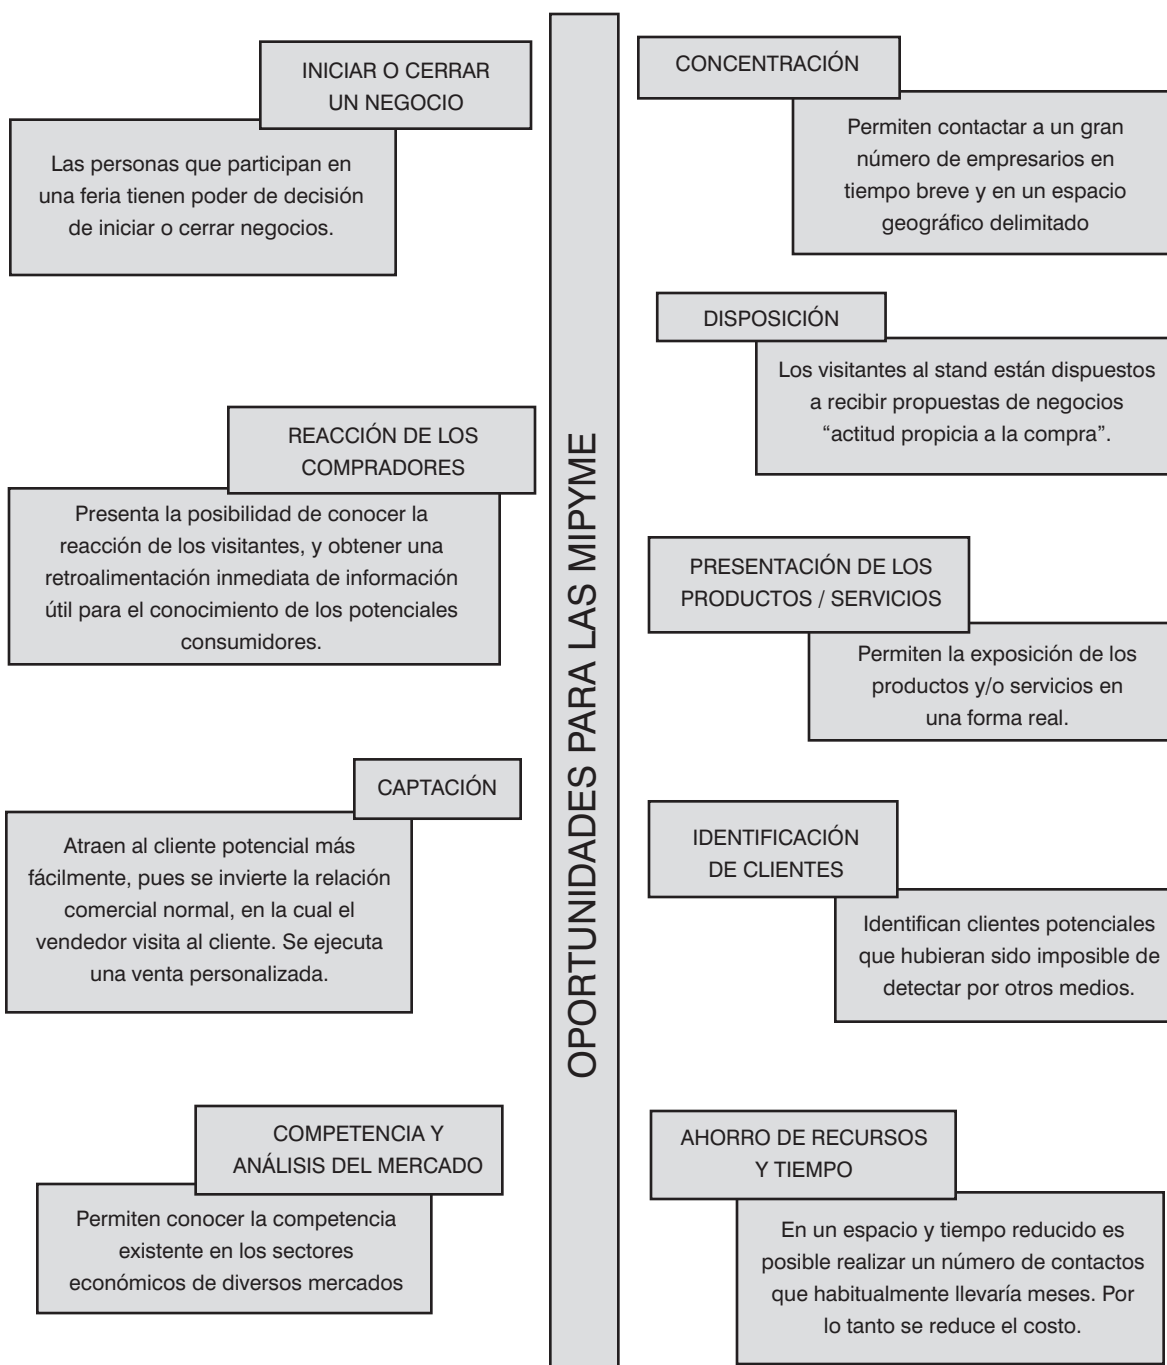 INICIAR O CERRAR
UN NEGOCIO
Las personas que participan en
una feria tienen poder de decisión
de iniciar o cerrar negocios.
REACCIÓN DE LOS
COMPRADORES
Presenta la posibilidad de conocer la
reacción de los visitantes, y obtener una
retroalimentación inmediata de información
útil para el conocimiento de los potenciales
consumidores.
CAPTACIÓN
Atraen al cliente potencial más
fácilmente, pues se invierte la relación
comercial normal, en la cual el
vendedor visita al cliente. Se ejecuta
una venta personalizada.
COMPETENCIA Y
ANÁLISIS DEL MERCADO
Permiten conocer la competencia
existente en los sectores
económicos de diversos mercados
OPORTUNIDADES PARA LAS MIPYME
CONCENTRACIÓN
Permiten contactar a un gran
número de empresarios en
tiempo breve y en un espacio
geográfico delimitado
DISPOSICIÓN
Los visitantes al stand están dispuestos
a recibir propuestas de negocios
“actitud propicia a la compra”.
PRESENTACIÓN DE LOS
PRODUCTOS / SERVICIOS
Permiten la exposición de los
productos y/o servicios en
una forma real.
IDENTIFICACIÓN
DE CLIENTES
Identifican clientes potenciales
que hubieran sido imposible de
detectar por otros medios.
AHORRO DE RECURSOS
Y TIEMPO
En un espacio y tiempo reducido es
posible realizar un número de contactos
que habitualmente llevaría meses. Por
lo tanto se reduce el costo.